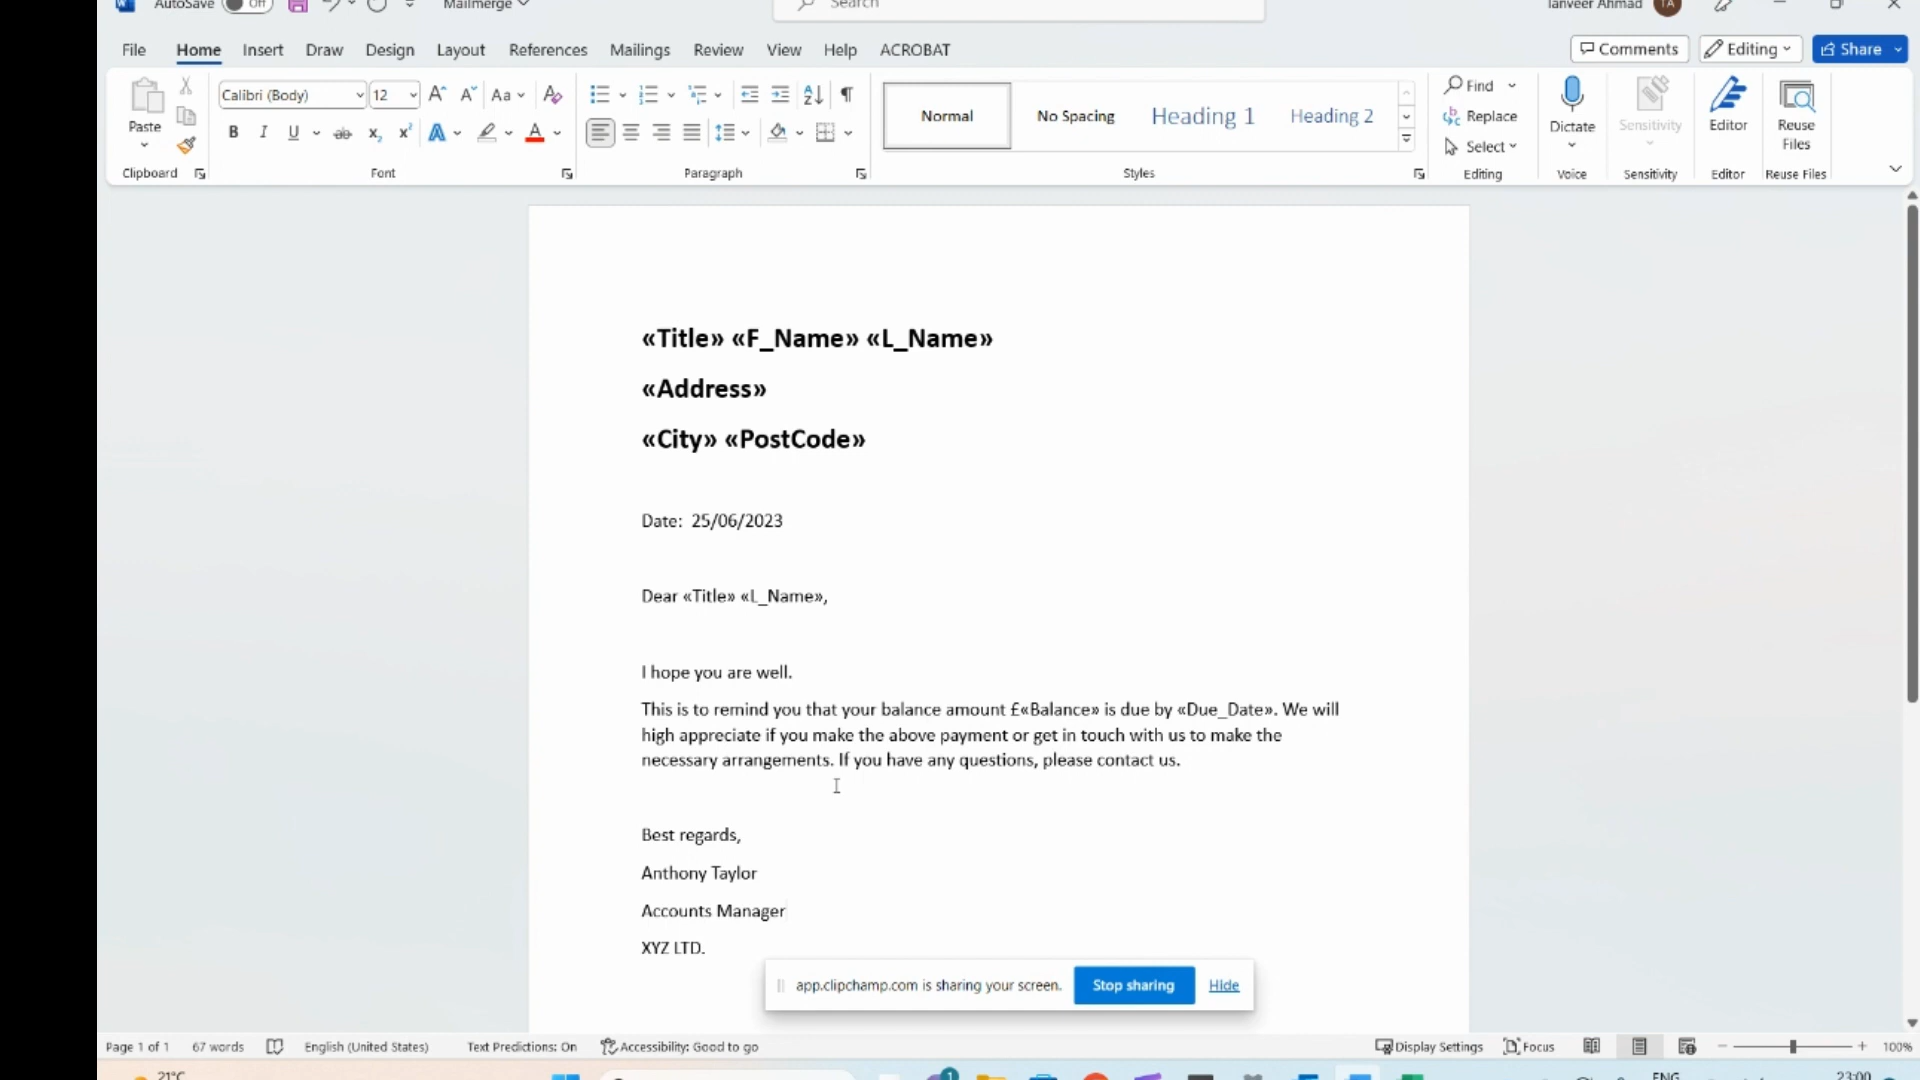 AutoSave Off Mailmerge Search Tanveer Ahmad TA
File Home Insert Draw Design Layout References Mailings Review View Help ACROBAT Comments Editing Share
Paste Calibri (Body) 12 Aa Normal No Spacing Heading 1 Heading 2 Find Replace Select Dictate Sensitivity Editor Reuse Files
Clipboard Font Paragraph Styles Editing Voice Sensitivity Editor Reuse Files
«Title» «F_Name» «L_Name»
«Address»
«City» «PostCode»
Date: 25/06/2023
Dear «Title» «L_Name»,
I hope you are well.
This is to remind you that your balance amount £«Balance» is due by «Due_Date». We will
high appreciate if you make the above payment or get in touch with us to make the
necessary arrangements. If you have any questions, please contact us.
Best regards,
Anthony Taylor
Accounts Manager
XYZ LTD.
app.clipchamp.com is sharing your screen. Stop sharing Hide
Page 1 of 1 67 words English (United States) Text Predictions: On Accessibility: Good to go Display Settings Focus 100%
21°C 1 ENG 23:00